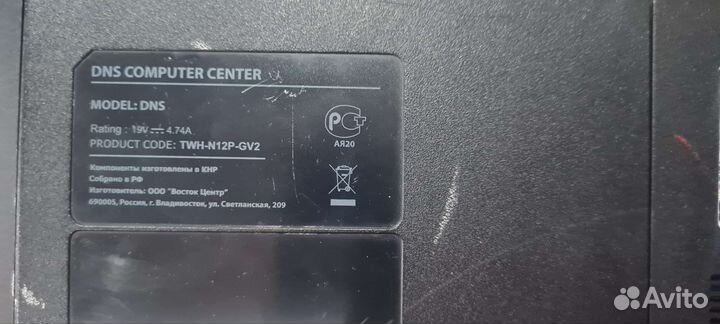 DNS COMPUTER CENTER
MODEL: DNS
Rating : 19V 4.74A
PRODUCT CODE: TWH-N12P-GV2
Компоненты изготовлены в КНР
Собрано в РФ
Изготовитель: ООО "Восток Центр"
690005, Россия, г. Владивосток, ул. Светланская, 209
РСТ
АЯ20
Avito